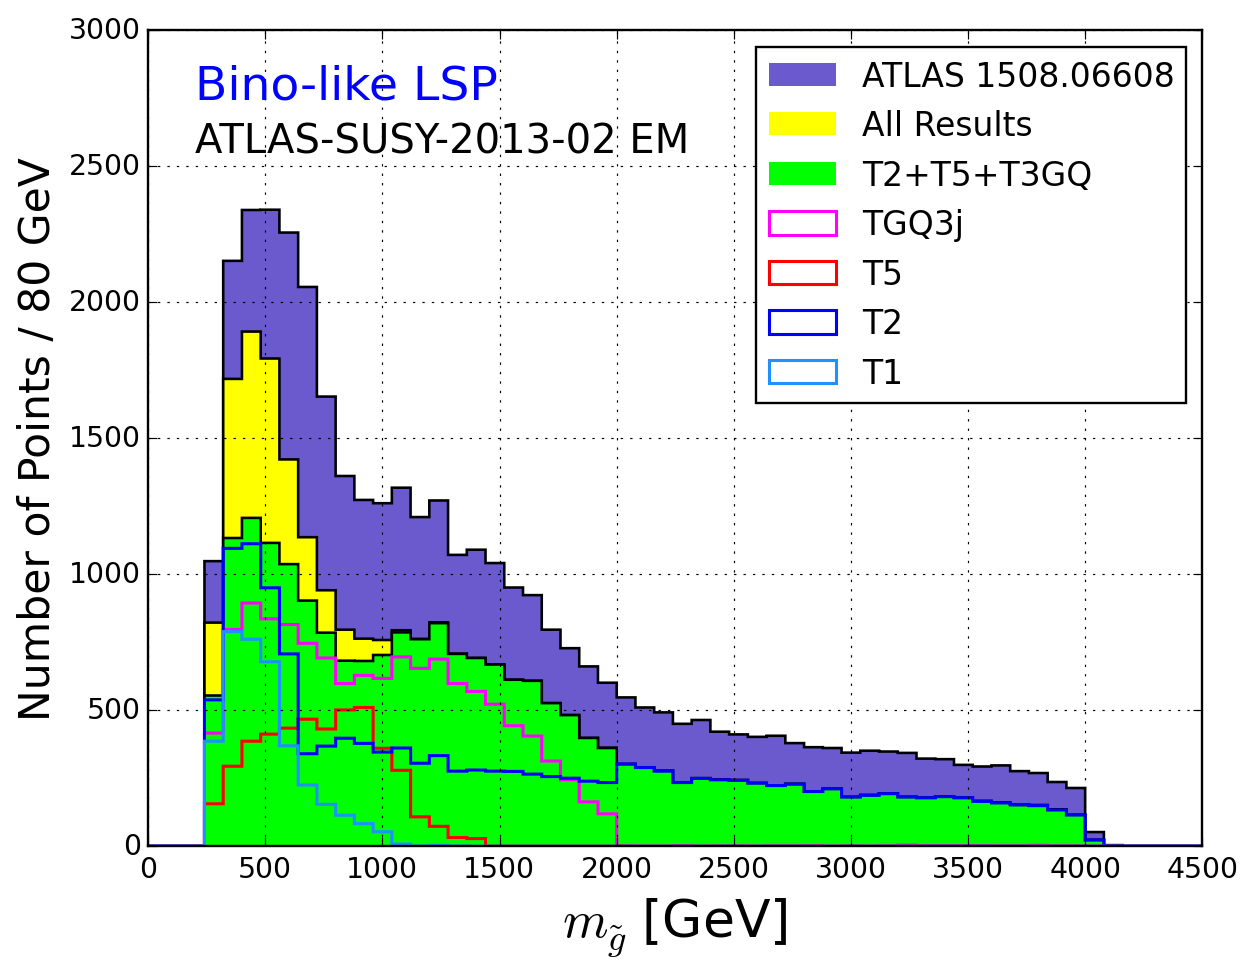 3000
2500
2000
1500
1000
500
0
Number of Points / 80 GeV
Bino-like LSP
ATLAS-SUSY-2013-02 EM
ATLAS 1508.06608
All Results
T2+T5+T3GQ
TGQ3j
T5
T2
T1
0 500 1000 1500 2000 2500 3000 3500 4000 4500
m_g̃ [GeV]